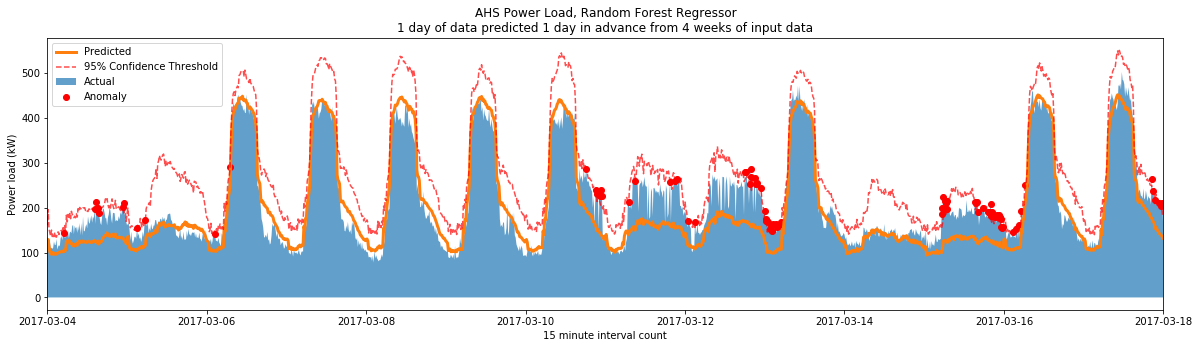 AHS Power Load, Random Forest Regressor
1 day of data predicted 1 day in advance from 4 weeks of input data
Predicted
95% Confidence Threshold
Actual
Anomaly
Power load (kW)
500
400
300
200
100
0
2017-03-04
2017-03-06
2017-03-08
2017-03-10
2017-03-12
2017-03-14
2017-03-16
2017-03-18
15 minute interval count